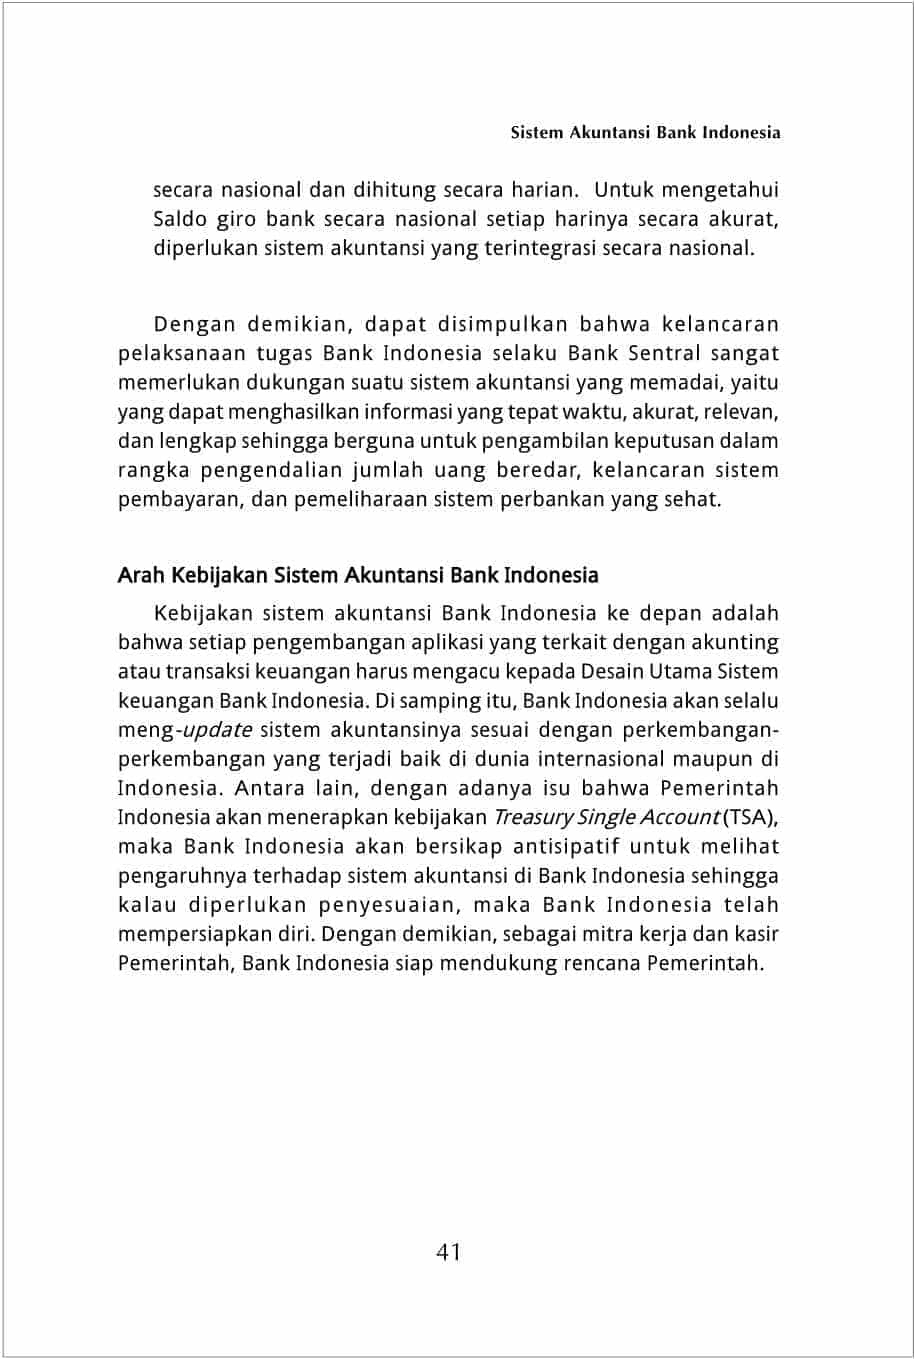 Sistem Akuntansi Bank Indonesia
secara nasional dan dihitung secara harian.  Untuk mengetahui
Saldo giro bank secara nasional setiap harinya secara akurat,
diperlukan sistem akuntansi yang terintegrasi secara nasional.
Dengan demikian, dapat disimpulkan bahwa kelancaran
pelaksanaan tugas Bank Indonesia selaku Bank Sentral sangat
memerlukan dukungan suatu sistem akuntansi yang memadai, yaitu
yang dapat menghasilkan informasi yang tepat waktu, akurat, relevan,
dan lengkap sehingga berguna untuk pengambilan keputusan dalam
rangka pengendalian jumlah uang beredar, kelancaran sistem
pembayaran, dan pemeliharaan sistem perbankan yang sehat.
Arah Kebijakan Sistem Akuntansi Bank Indonesia
Kebijakan sistem akuntansi Bank Indonesia ke depan adalah
bahwa setiap pengembangan aplikasi yang terkait dengan akunting
atau transaksi keuangan harus mengacu kepada Desain Utama Sistem
keuangan Bank Indonesia. Di samping itu, Bank Indonesia akan selalu
meng-update sistem akuntansinya sesuai dengan perkembangan-
perkembangan yang terjadi baik di dunia internasional maupun di
Indonesia. Antara lain, dengan adanya isu bahwa Pemerintah
Indonesia akan menerapkan kebijakan Treasury Single Account (TSA),
maka Bank Indonesia akan bersikap antisipatif untuk melihat
pengaruhnya terhadap sistem akuntansi di Bank Indonesia sehingga
kalau diperlukan penyesuaian, maka Bank Indonesia telah
mempersiapkan diri. Dengan demikian, sebagai mitra kerja dan kasir
Pemerintah, Bank Indonesia siap mendukung rencana Pemerintah.
41